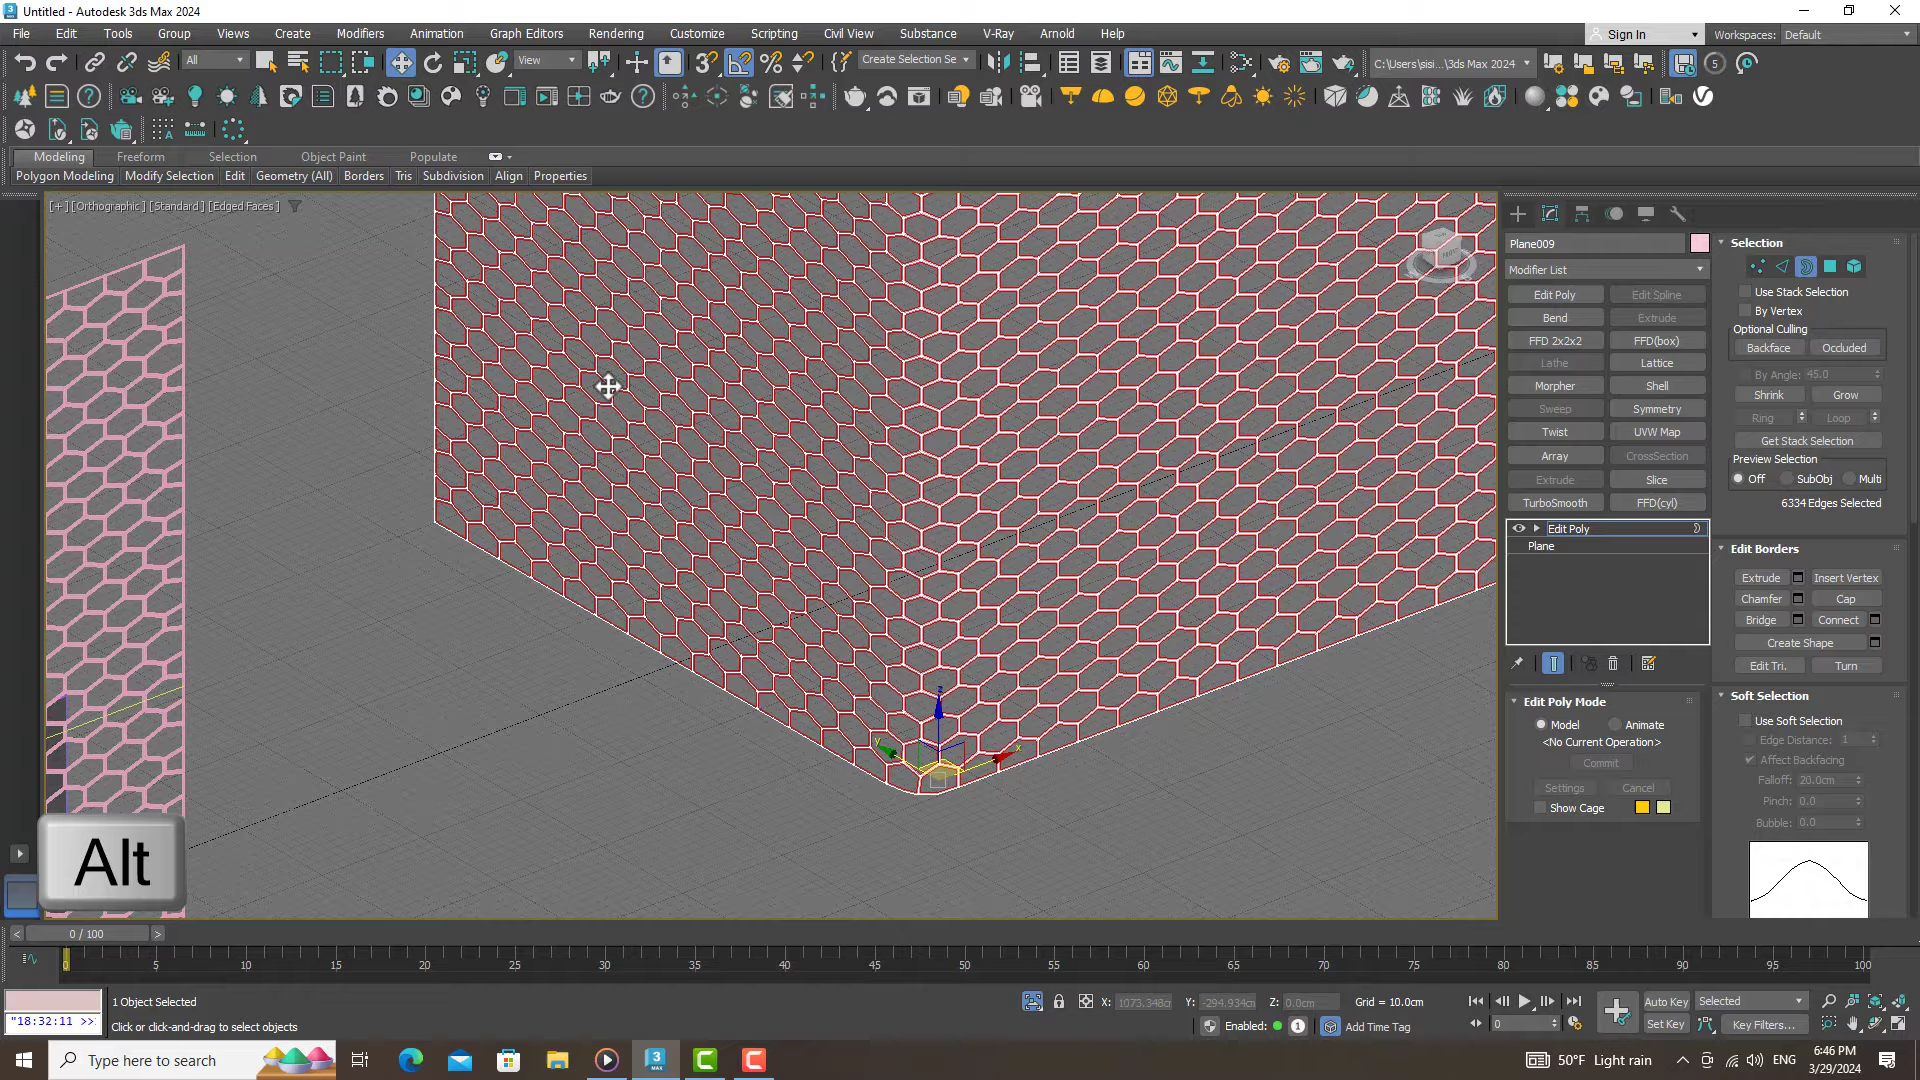 Untitled - Autodesk 3ds Max 2024
File Edit Tools Group Views Create Modifiers Animation Graph Editors Rendering Customize Scripting Civil View Substance V-Ray Arnold Help
Sign In
Workspaces: Default
All
View
Create Selection Se
C:\Users\sisi...\3ds Max 2024
5
Modeling Freeform Selection Object Paint Populate
Polygon Modeling Modify Selection Edit Geometry (All) Borders Tris Subdivision Align Properties
[+] [Orthographic] [Standard] [Edged Faces]
Plane009
Modifier List
Edit Poly Edit Spline
Bend Extrude
FFD 2x2x2 FFD(box)
Lathe Lattice
Morpher Shell
Sweep Symmetry
Twist UVW Map
Array CrossSection
Extrude Slice
TurboSmooth FFD(cyl)
Edit Poly
Plane
Edit Poly Mode
Model Animate
<No Current Operation>
Commit
Settings Cancel
Show Cage
Selection
Use Stack Selection
By Vertex
Optional Culling
Backface Occluded
By Angle: 45.0
Shrink Grow
Ring Loop
Get Stack Selection
Preview Selection
Off SubObj Multi
6334 Edges Selected
Edit Borders
Extrude Insert Vertex
Chamfer Cap
Bridge Connect
Create Shape
Edit Tri. Turn
Soft Selection
Use Soft Selection
Edge Distance: 1
Affect Backfacing
Falloff: 20.0cm
Pinch: 0.0
Bubble: 0.0
z
y
x
Alt
0 / 100
0 5 10 15 20 25 30 35 40 45 50 55 60 65 70 75 80 85 90 95 100
1 Object Selected
X: 1073.348cm Y: -294.934cm Z: 0.0cm Grid = 10.0cm
Auto Key Selected
"18:32:11 >>
Click or click-and-drag to select objects
Enabled: 1 Add Time Tag
0
Set Key Key Filters...
Type here to search
50°F Light rain
ENG
6:46 PM
3/29/2024